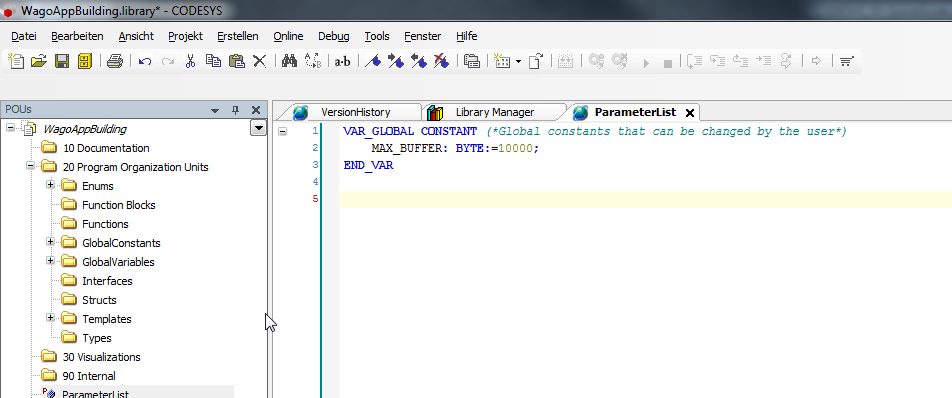 WagoAppBuilding.library* - CODESYS
Datei Bearbeiten Ansicht Projekt Erstellen Online Debug Tools Fenster Hilfe
POUs
WagoAppBuilding
10 Documentation
20 Program Organization Units
Enums
Function Blocks
Functions
GlobalConstants
GlobalVariables
Interfaces
Structs
Templates
Types
30 Visualizations
90 Internal
ParameterList
VersionHistory Library Manager ParameterList
1 VAR_GLOBAL CONSTANT (*Global constants that can be changed by the user*)
2 MAX_BUFFER: BYTE:=10000;
3 END_VAR
4
5